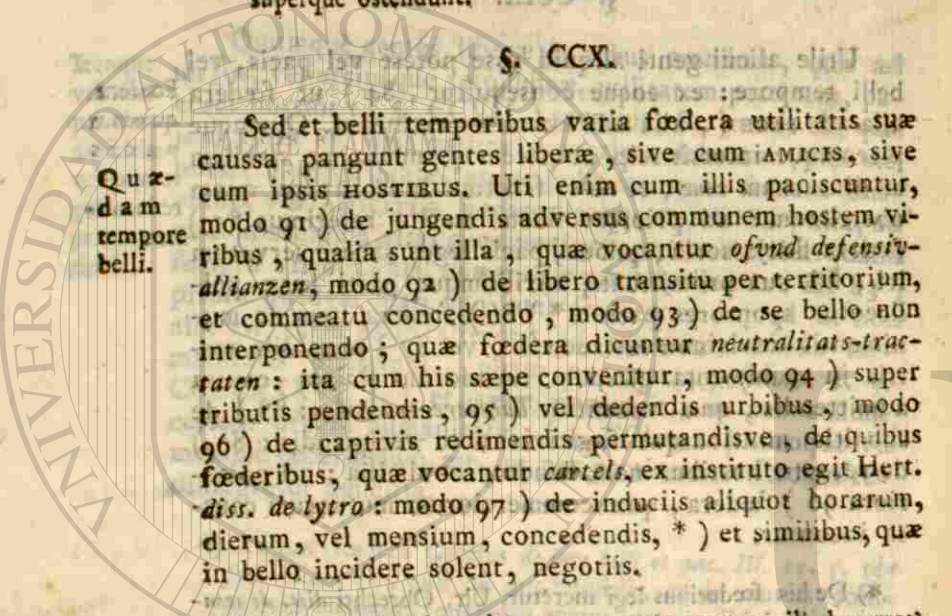 superque ostendunt.
§. CCX.
Quæ-
dam
tempore
belli.
Sed et belli temporibus varia fœdera utilitatis suæ
caussa pangunt gentes liberæ, sive cum AMICIS, sive
cum ipsis HOSTIBUS. Uti enim cum illis paciscuntur,
modo 91) de jungendis adversus communem hostem vi-
ribus, qualia sunt illa, quæ vocantur ofvnd defensiv-
allianzen, modo 92) de libero transitu per territorium,
et commeatu concedendo, modo 93) de se bello non
interponendo; quæ fœdera dicuntur neutralitats-trac-
taten: ita cum his sæpe convenitur, modo 94) super
tributis pendendis, 95) vel dedendis urbibus, modo
96) de captivis redimendis permutandisve, de quibus
fœderibus, quæ vocantur cartels, ex instituto egit Hert.
diss. de lytro: modo 97) de induciis aliquot horarum,
dierum, vel mensium, concedendis, *) et similibus, quæ
in bello incidere solent, negotiis.
UNIVERSIDAD AUTONOMA